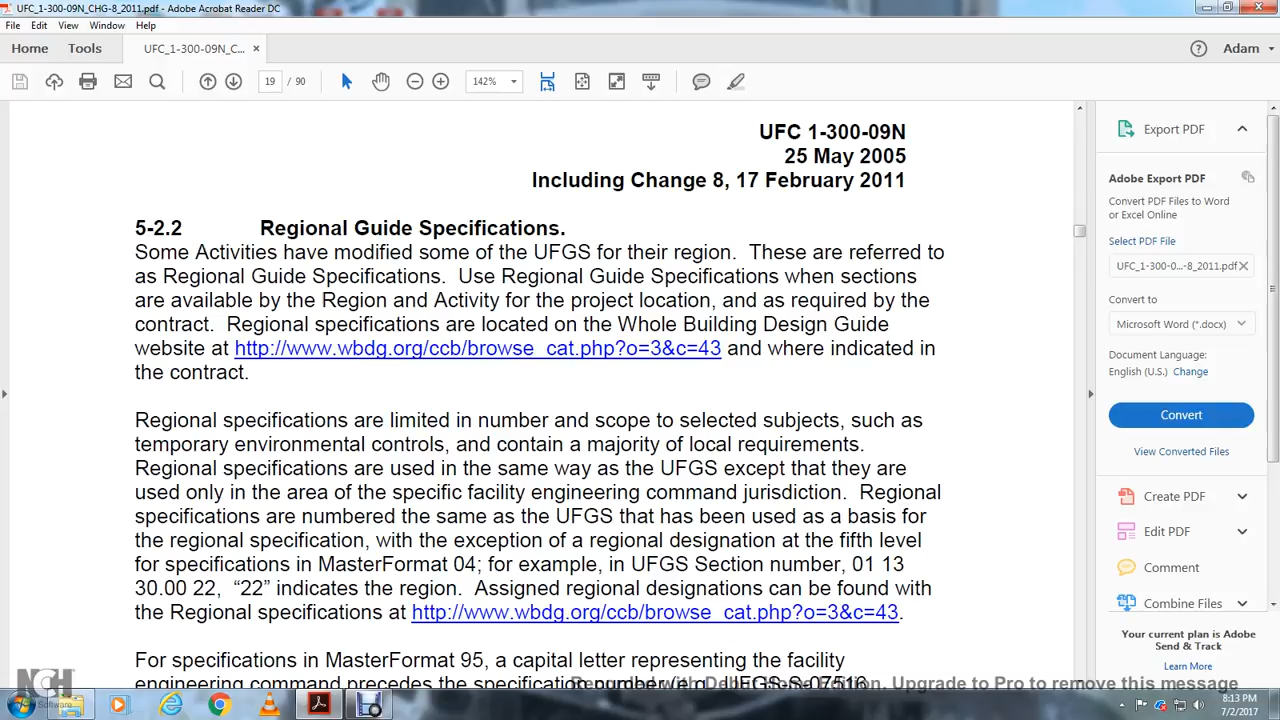 UFC_1-300-09N_CHG-8_2011.pdf - Adobe Acrobat Reader DC
File Edit View Window Help
Home Tools UFC_1-300-09N_C... × Adam
19 / 90 142%
UFC 1-300-09N
25 May 2005
Including Change 8, 17 February 2011
5-2.2 Regional Guide Specifications.
Some Activities have modified some of the UFGS for their region. These are referred to
as Regional Guide Specifications. Use Regional Guide Specifications when sections
are available by the Region and Activity for the project location, and as required by the
contract. Regional specifications are located on the Whole Building Design Guide
website at http://www.wbdg.org/ccb/browse_cat.php?o=3&c=43 and where indicated in
the contract.
Regional specifications are limited in number and scope to selected subjects, such as
temporary environmental controls, and contain a majority of local requirements.
Regional specifications are used in the same way as the UFGS except that they are
used only in the area of the specific facility engineering command jurisdiction. Regional
specifications are numbered the same as the UFGS that has been used as a basis for
the regional specification, with the exception of a regional designation at the fifth level
for specifications in MasterFormat 04; for example, in UFGS Section number, 01 13
30.00 22, “22” indicates the region. Assigned regional designations can be found with
the Regional specifications at http://www.wbdg.org/ccb/browse_cat.php?o=3&c=43.
For specifications in MasterFormat 95, a capital letter representing the facility
engineering command precedes the specification number (e.g., UFGS-S-07516
Export PDF
Adobe Export PDF
Convert PDF Files to Word
or Excel Online
Select PDF File
UFC_1-300-0...-8_2011.pdf ×
Convert to
Microsoft Word (*.docx)
Document Language:
English (U.S.) Change
Convert
View Converted Files
Create PDF
Edit PDF
Comment
Combine Files
Your current plan is Adobe
Send & Track
Learn More
NCH
Software
Edition. Upgrade to Pro to remove this message
8:13 PM
7/2/2017